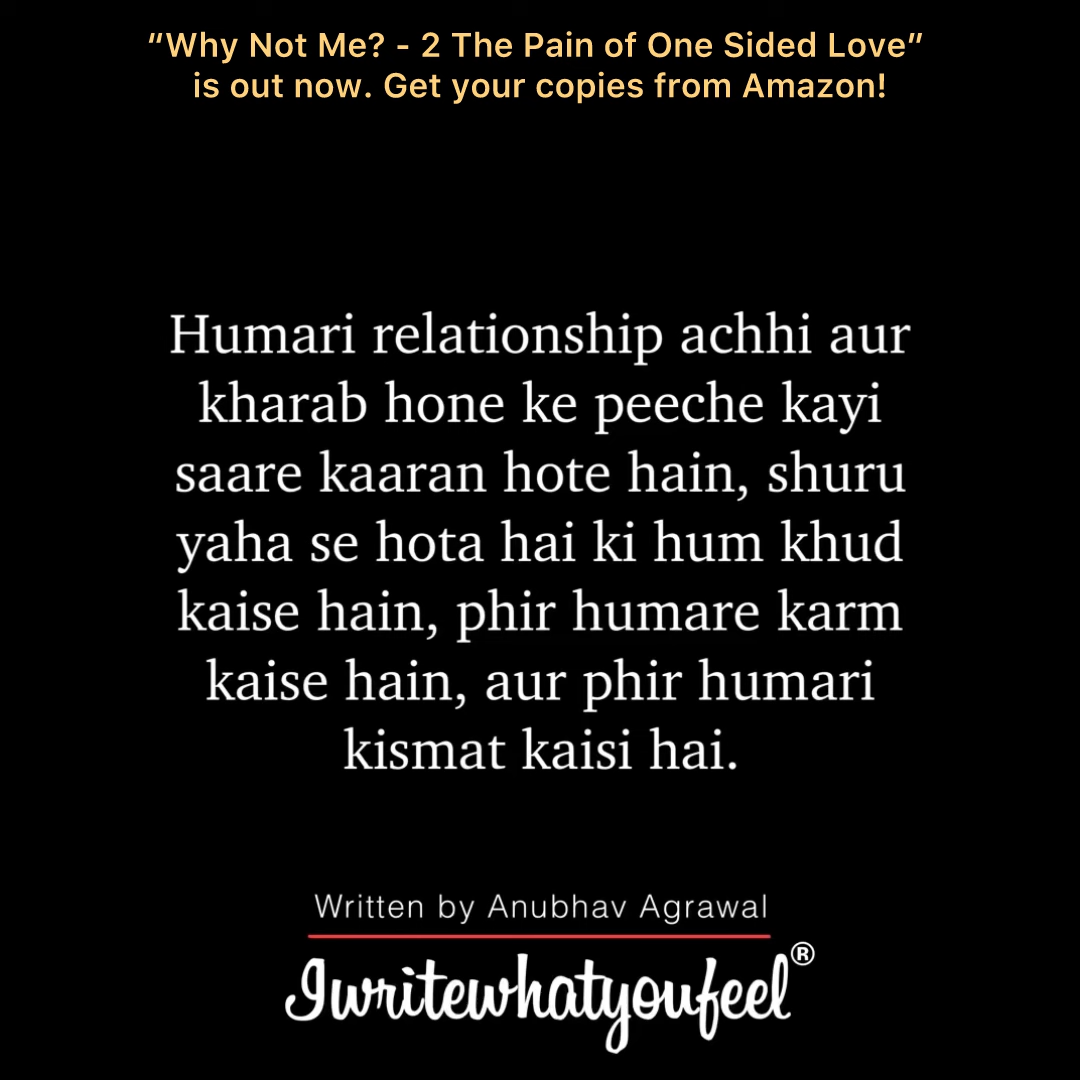 “Why Not Me? - 2 The Pain of One Sided Love”
is out now. Get your copies from Amazon!
Humari relationship achhi aur
kharab hone ke peeche kayi
saare kaaran hote hain, shuru
yaha se hota hai ki hum khud
kaise hain, phir humare karm
kaise hain, aur phir humari
kismat kaisi hai.
Written by Anubhav Agrawal
Iwritewhatyoufeel®